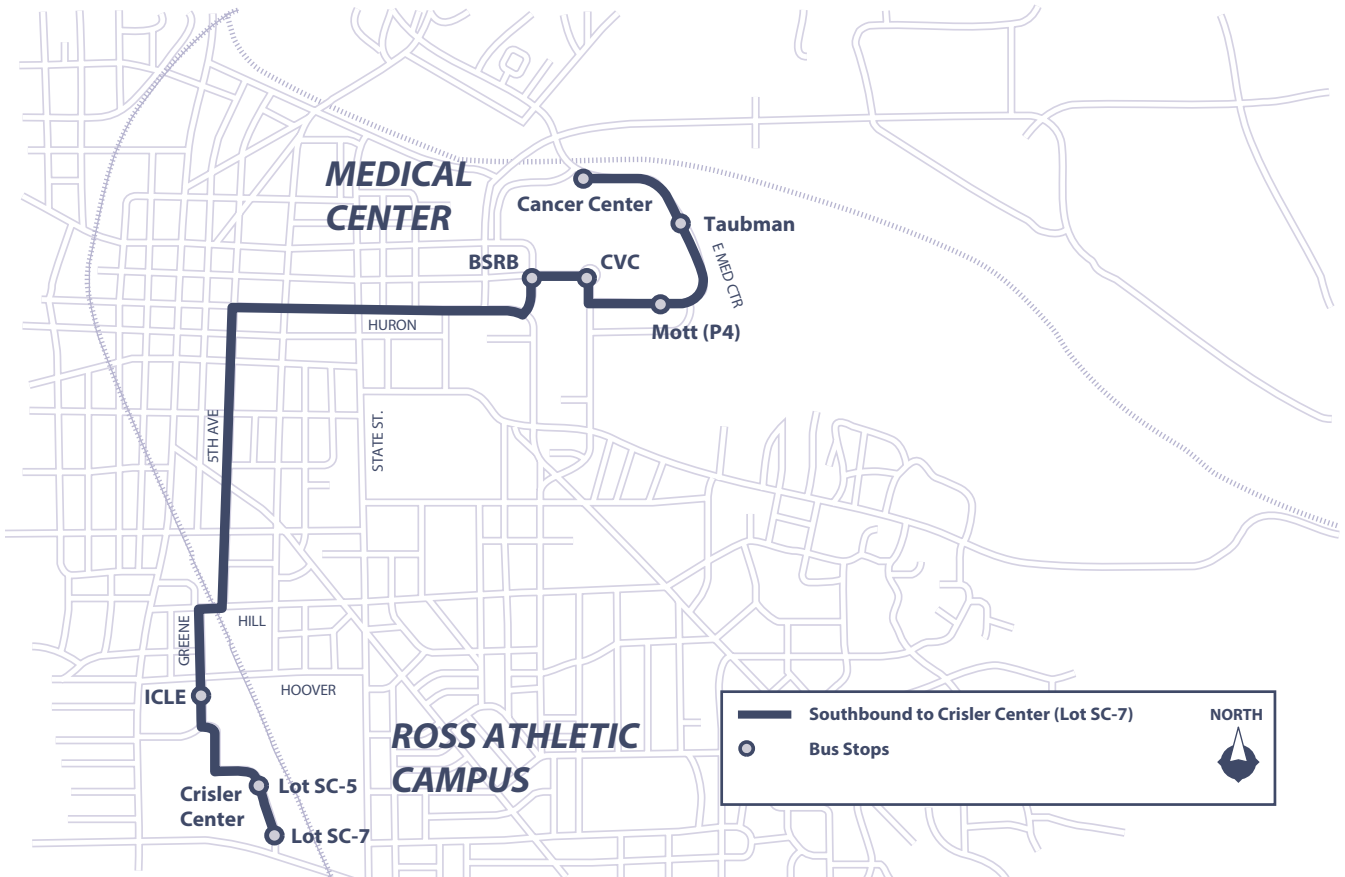 MEDICAL
CENTER
Cancer Center
Taubman
E MED CTR
BSRB
CVC
Mott (P4)
HURON
5TH AVE
STATE ST.
GREENE
HILL
HOOVER
ICLE
ROSS ATHLETIC
CAMPUS
Lot SC-5
Crisler
Center
Lot SC-7
Southbound to Crisler Center (Lot SC-7)
Bus Stops
NORTH